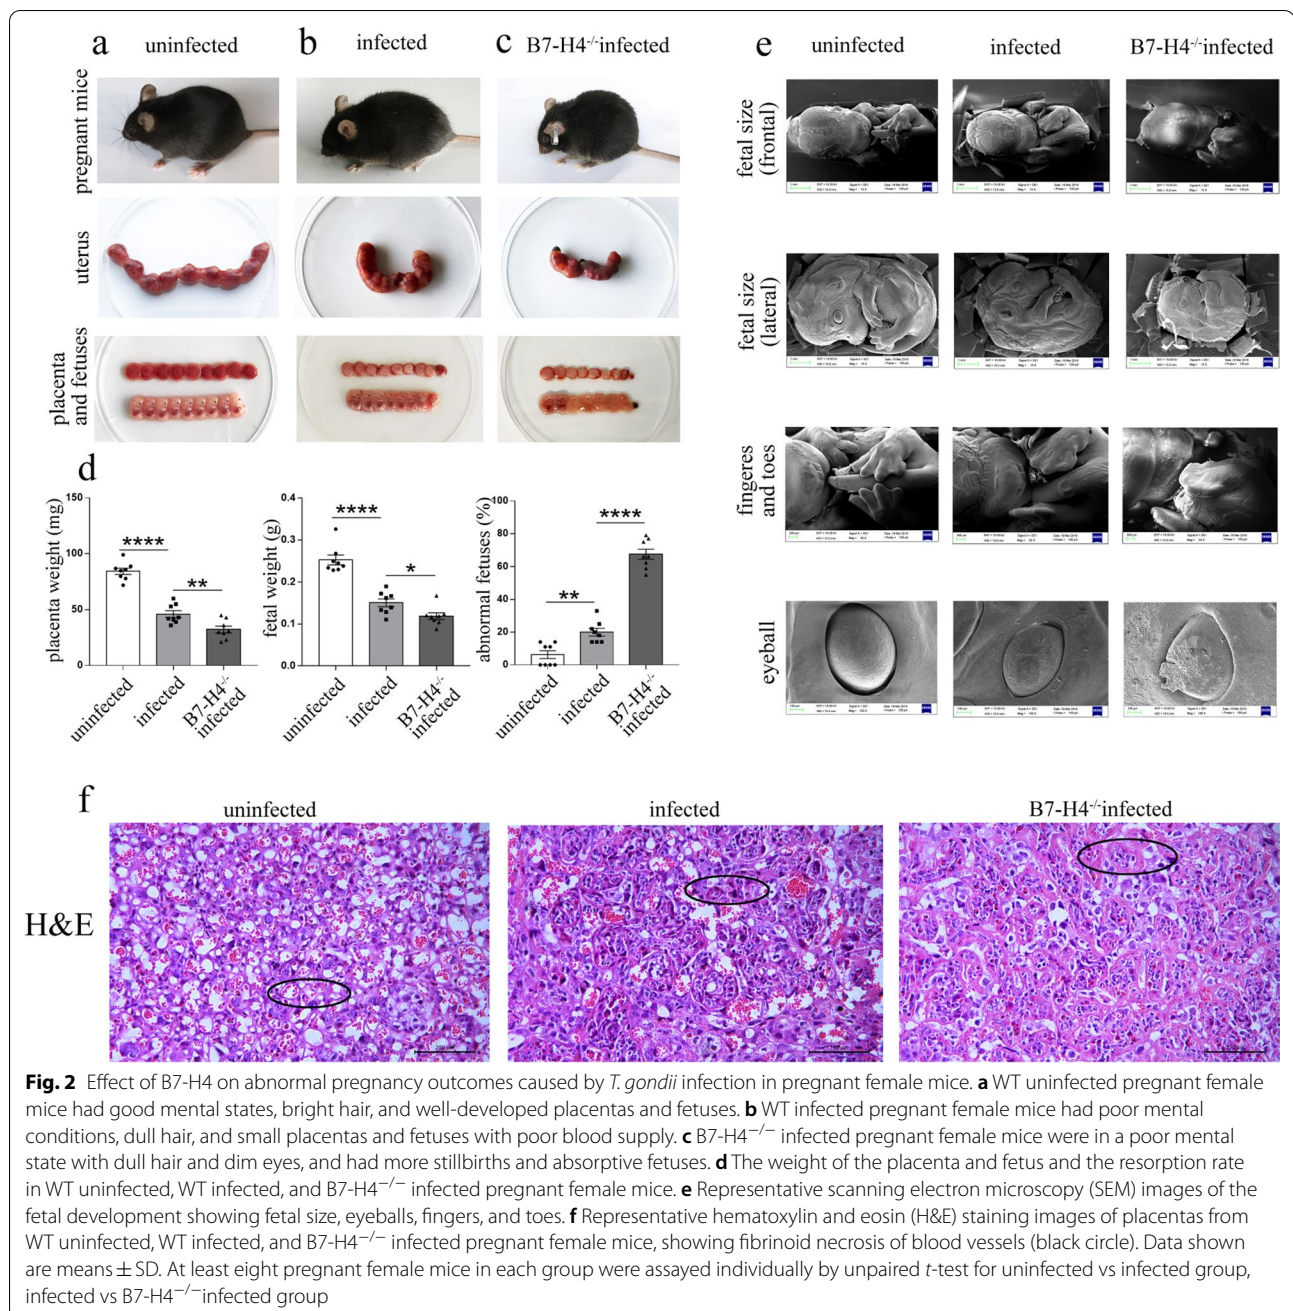 a
uninfected
b
infected
c
B7-H4-/-infected
pregnant mice
uterus
placenta
and fetuses
d
placenta weight (mg)
150
100
50
0
****
**
uninfected
infected
B7-H4-/-
infected
fetal weight (g)
0.4
0.3
0.2
0.1
0.0
****
*
uninfected
infected
B7-H4-/-
infected
abnormal fetuses (%)
100
80
60
40
20
0
**
****
uninfected
infected
B7-H4-/-
infected
e
uninfected
infected
B7-H4-/-infected
fetal size
(frontal)
fetal size
(lateral)
fingeres
and toes
eyeball
f
uninfected
infected
B7-H4-/-infected
H&E
Fig. 2 Effect of B7-H4 on abnormal pregnancy outcomes caused by T. gondii infection in pregnant female mice. a WT uninfected pregnant female
mice had good mental states, bright hair, and well-developed placentas and fetuses. b WT infected pregnant female mice had poor mental
conditions, dull hair, and small placentas and fetuses with poor blood supply. c B7-H4−/− infected pregnant female mice were in a poor mental
state with dull hair and dim eyes, and had more stillbirths and absorptive fetuses. d The weight of the placenta and fetus and the resorption rate
in WT uninfected, WT infected, and B7-H4−/− infected pregnant female mice. e Representative scanning electron microscopy (SEM) images of the
fetal development showing fetal size, eyeballs, fingers, and toes. f Representative hematoxylin and eosin (H&E) staining images of placentas from
WT uninfected, WT infected, and B7-H4−/− infected pregnant female mice, showing fibrinoid necrosis of blood vessels (black circle). Data shown
are means ± SD. At least eight pregnant female mice in each group were assayed individually by unpaired t-test for uninfected vs infected group,
infected vs B7-H4−/−infected group